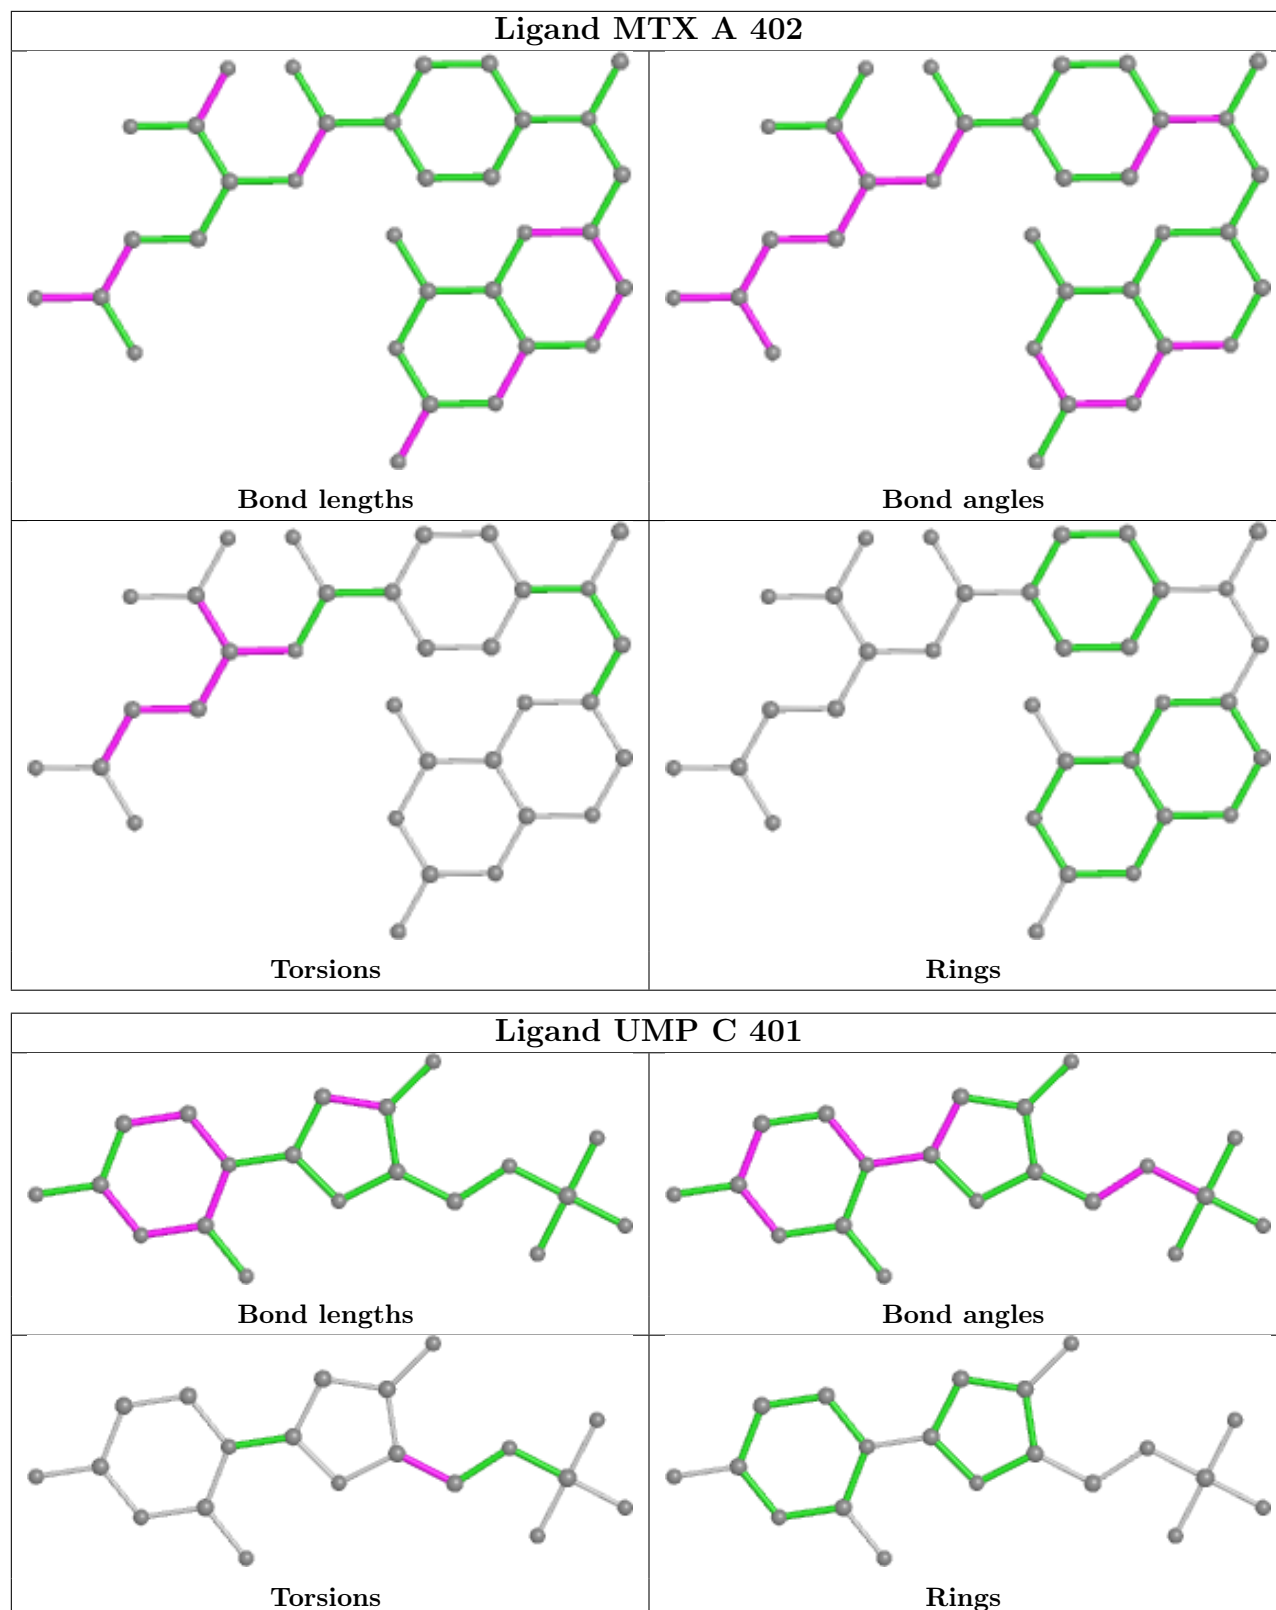 Ligand MTX A 402
Bond lengths
Bond angles
Torsions
Rings
Ligand UMP C 401
Bond lengths
Bond angles
Torsions
Rings